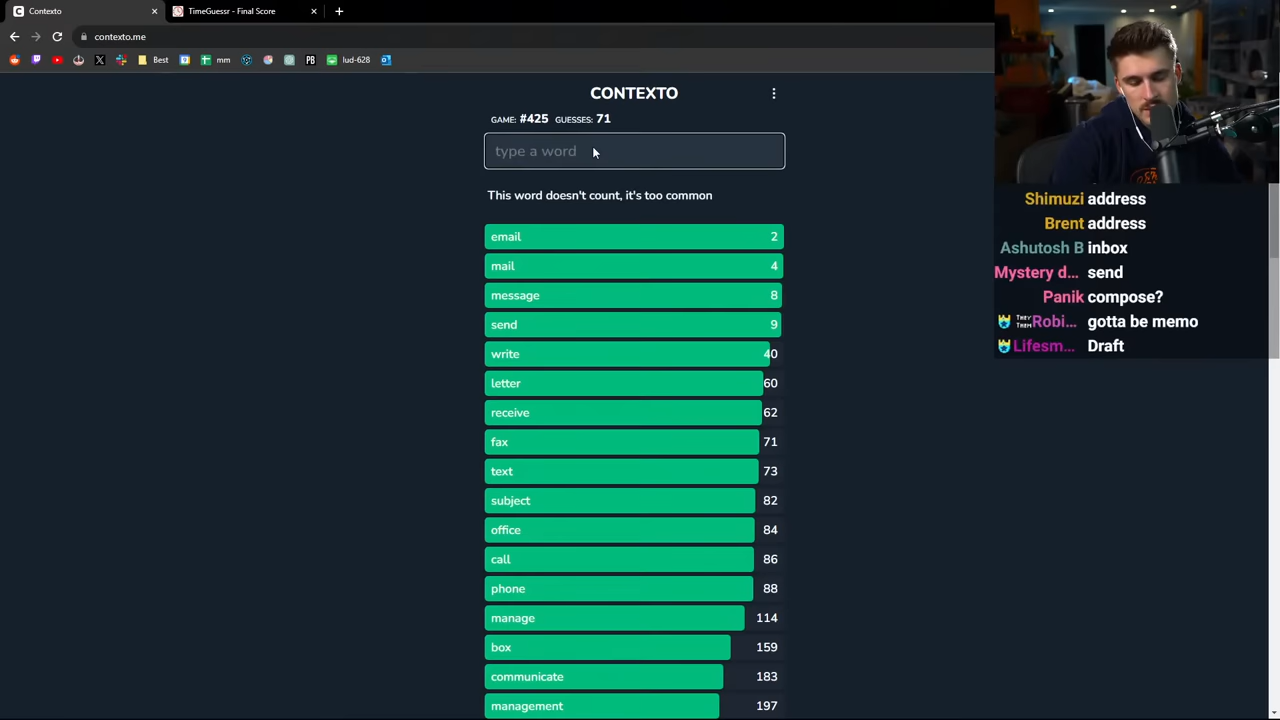 Contexto
TimeGuessr - Final Score
contexto.me
Best
mm
PB
lud-628
CONTEXTO
GAME: #425 GUESSES: 71
type a word
This word doesn't count, it's too common
email 2
mail 4
message 8
send 9
write 40
letter 60
receive 62
fax 71
text 73
subject 82
office 84
call 86
phone 88
manage 114
box 159
communicate 183
management 197
Shimuzi address
Brent address
Ashutosh B inbox
Mystery d... send
Panik compose?
THEY THEM Robi... gotta be memo
Lifesm... Draft